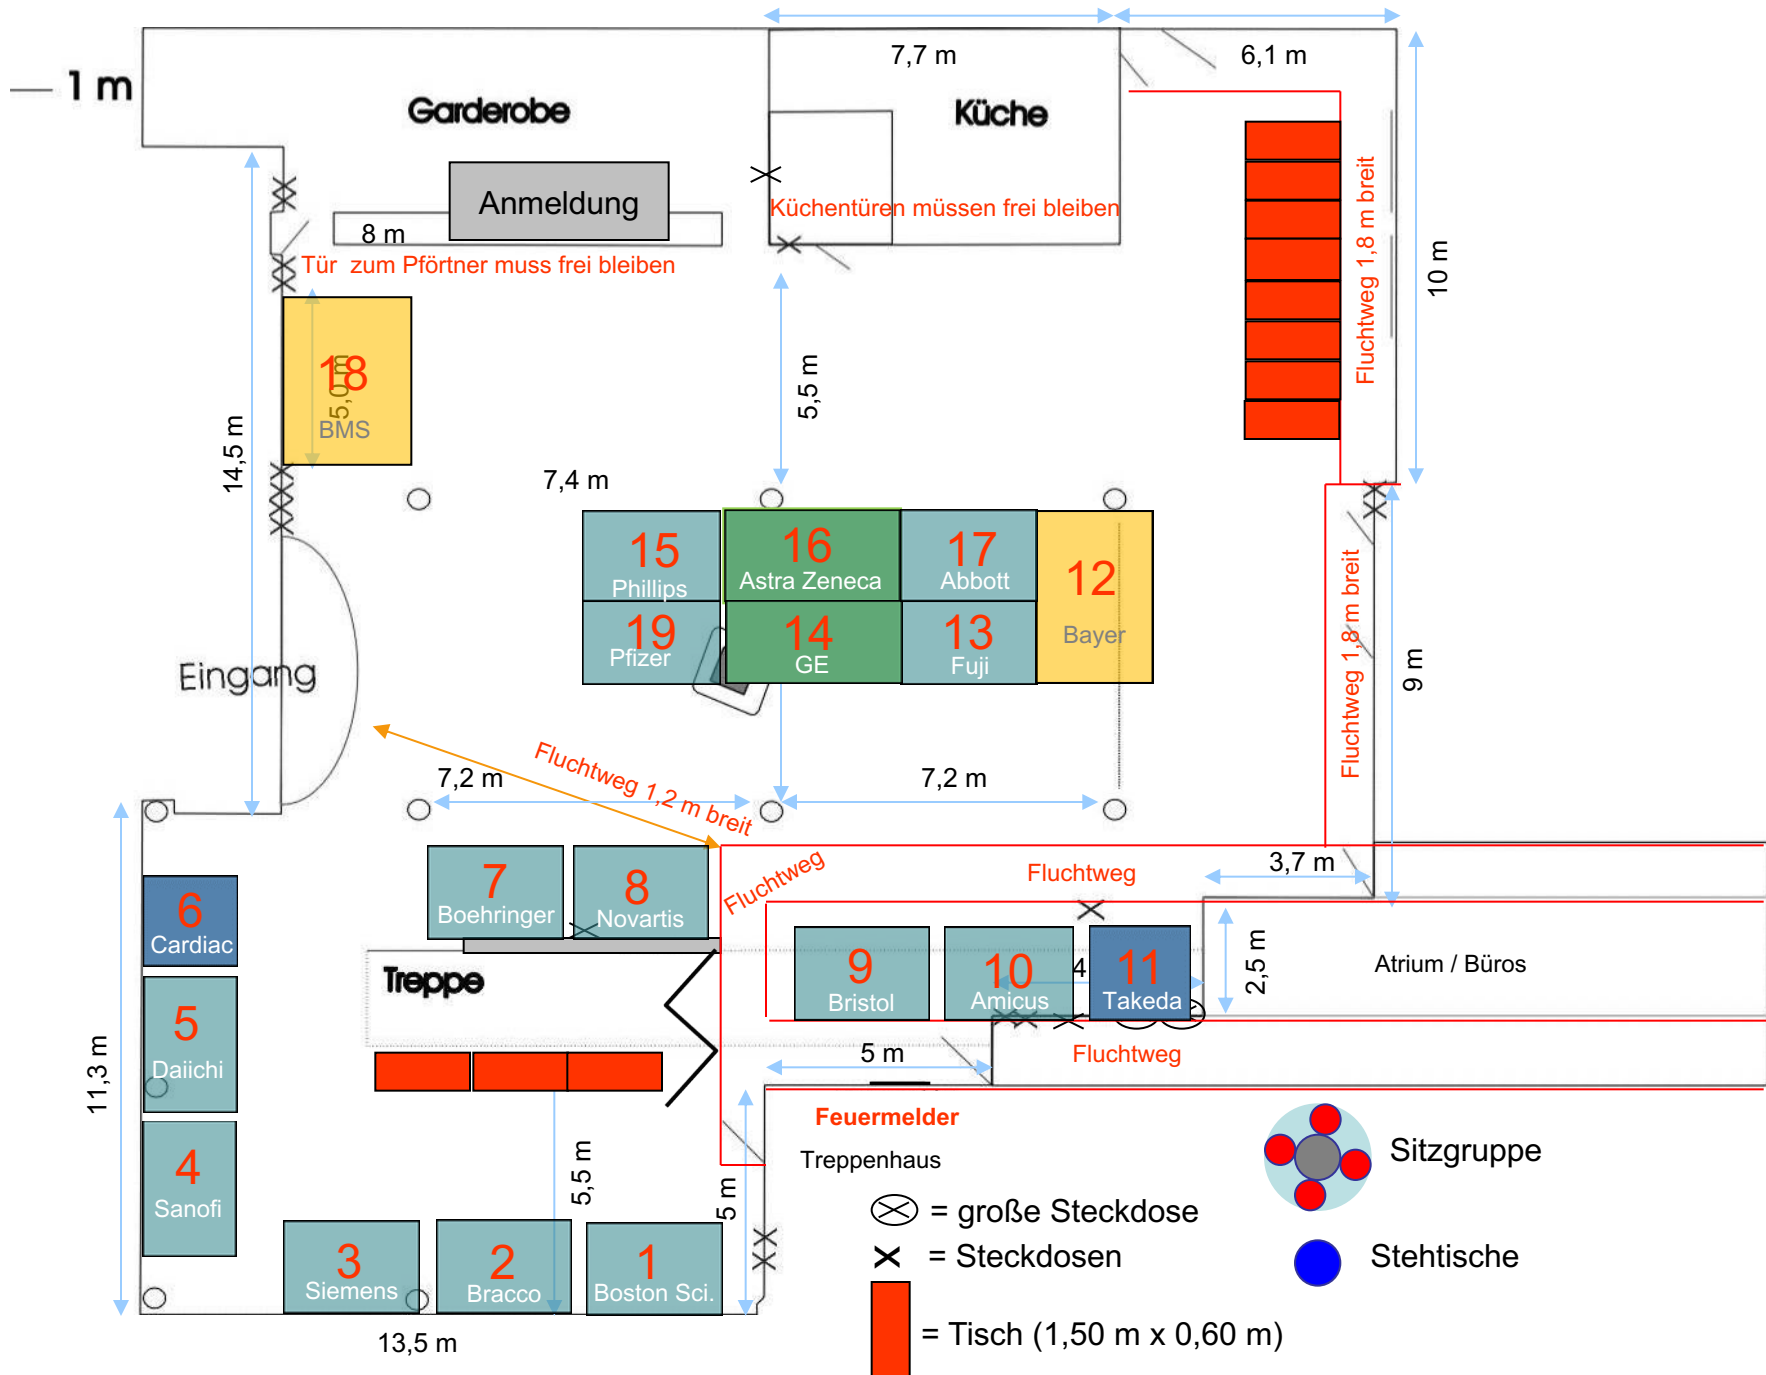 7,7 m
6,1 m
1 m
Garderobe
Küche
Anmeldung
8 m
Küchentüren müssen frei bleiben
Tür  zum Pförtner muss frei bleiben
Fluchtweg 1,8 m breit
10 m
18
5,0 m
BMS
5,5 m
14,5 m
7,4 m
15
Phillips
16
Astra Zeneca
17
Abbott
12
Bayer
19
Pfizer
14
GE
13
Fuji
Fluchtweg 1,8 m breit
9 m
Eingang
Fluchtweg 1,2 m breit
7,2 m
7,2 m
7
Boehringer
8
Novartis
Fluchtweg
Fluchtweg
3,7 m
6
Cardiac
9
Bristol
10
Amicus
4
11
Takeda
2,5 m
Atrium / Büros
Treppe
5
Daiichi
5 m
Fluchtweg
11,3 m
4
Sanofi
5,5 m
5 m
Feuermelder
Treppenhaus
Sitzgruppe
= große Steckdose
= Steckdosen
Stehtische
3
Siemens
2
Bracco
1
Boston Sci.
= Tisch (1,50 m x 0,60 m)
13,5 m